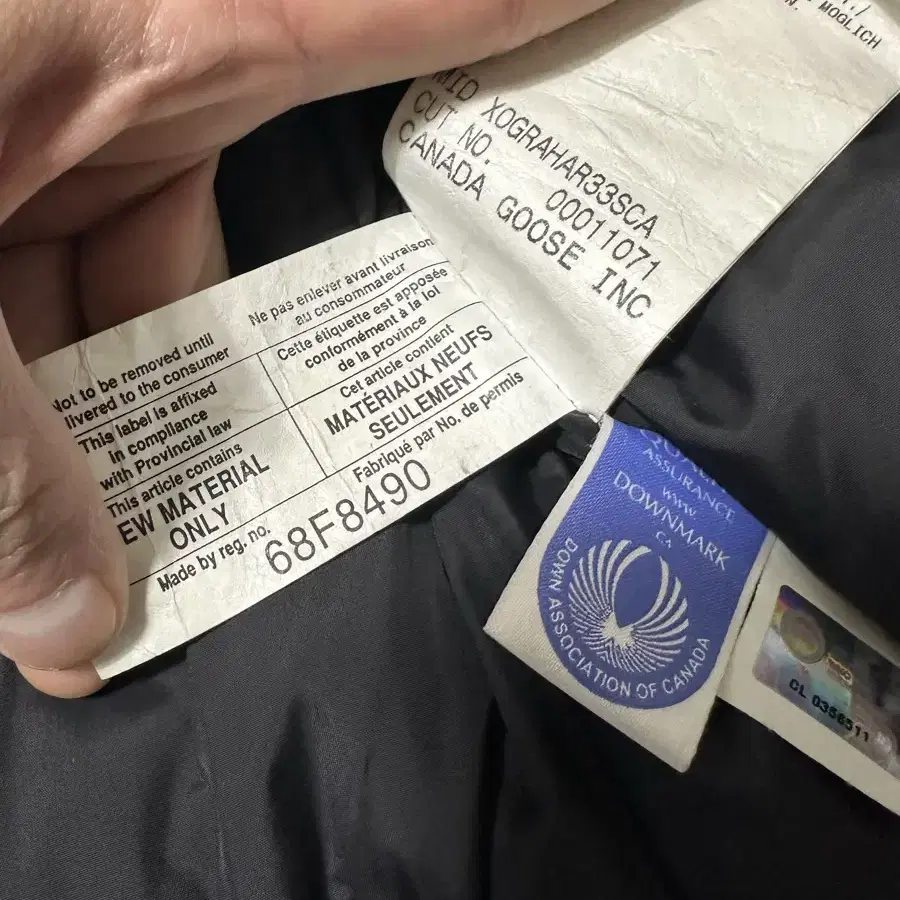 MÖGLICH
MID XOGRAHAR33SCA
CUT NO. 00011071
CANADA GOOSE INC
Not to be removed until
livered to the consumer
This label is affixed
in compliance
with Provincial law
This article contains
EW MATERIAL
ONLY
Made by reg. no.
Ne pas enlever avant livraison
au consommateur
Cette étiquette est apposée
conformément à la loi
de la province
Cet article contient
MATÉRIAUX NEUFS
SEULEMENT
Fabriqué par No. de permis
68F8490
ASSURANCE
WWW
DOWNMARK
CA
DOWN ASSOCIATION OF CANADA
CL 0356511